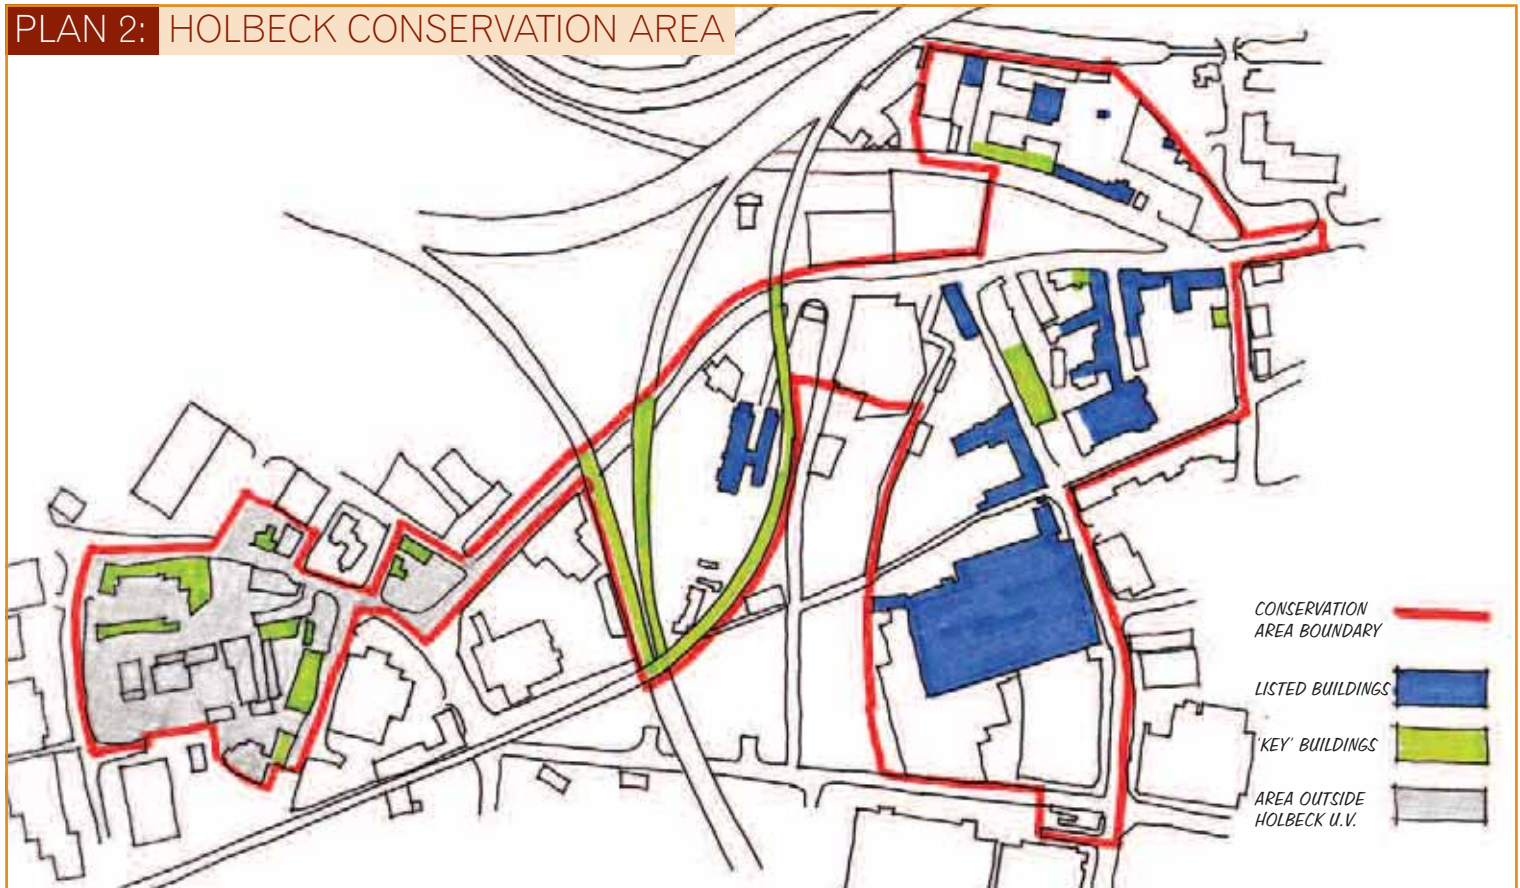 PLAN 2: HOLBECK CONSERVATION AREA
CONSERVATION
AREA BOUNDARY
LISTED BUILDINGS
'KEY' BUILDINGS
AREA OUTSIDE
HOLBECK U.V.